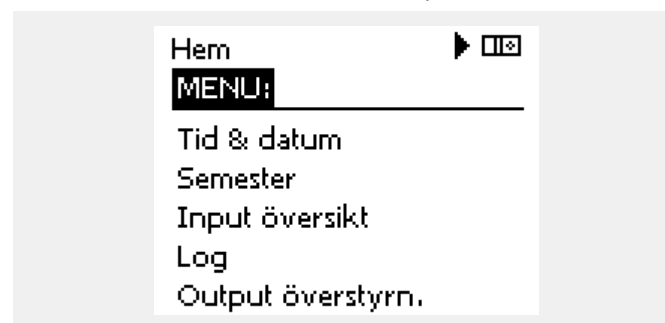 Hem
MENU:
Tid & datum
Semester
Input översikt
Log
Output överstyrn.